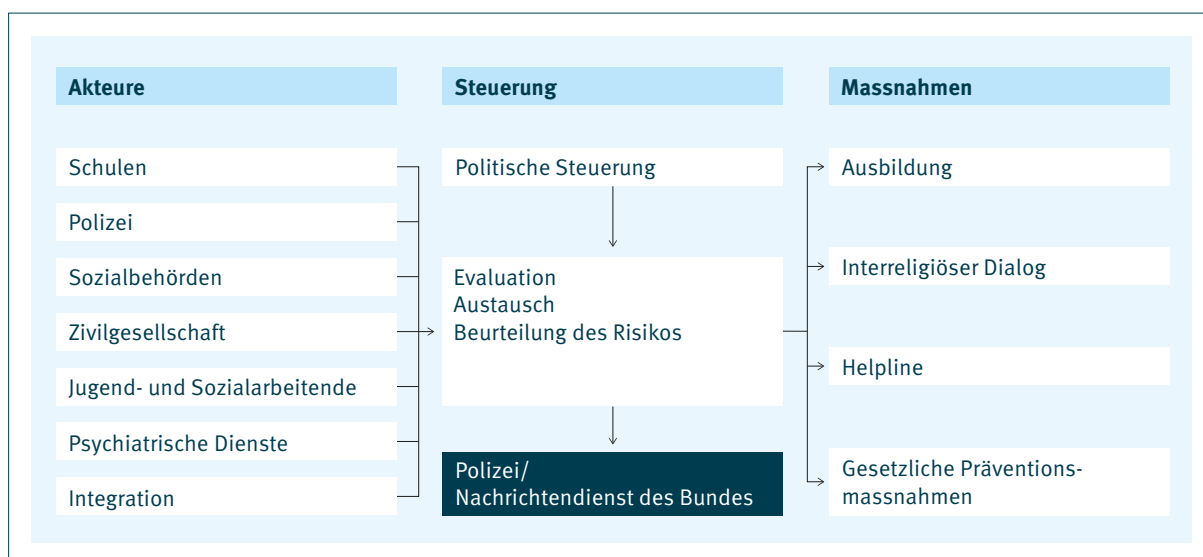 Akteure
Schulen
Polizei
Sozialbehörden
Zivilgesellschaft
Jugend- und Sozialarbeitende
Psychiatrische Dienste
Integration
Steuerung
Politische Steuerung
Evaluation
Austausch
Beurteilung des Risikos
Polizei/
Nachrichtendienst des Bundes
Massnahmen
Ausbildung
Interreligiöser Dialog
Helpline
Gesetzliche Präventions-
massnahmen